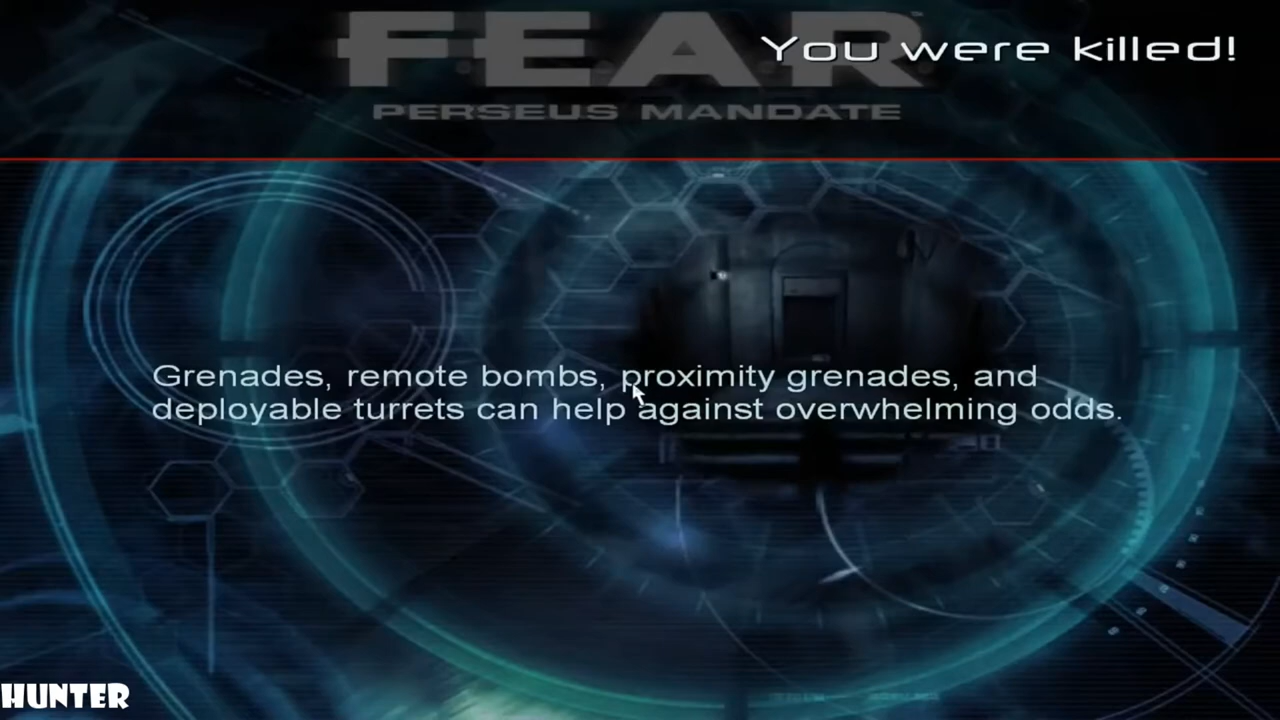 F.E.A.R.
You were killed!
PERSEUS MANDATE
Grenades, remote bombs, proximity grenades, and
deployable turrets can help against overwhelming odds.
HUNTER